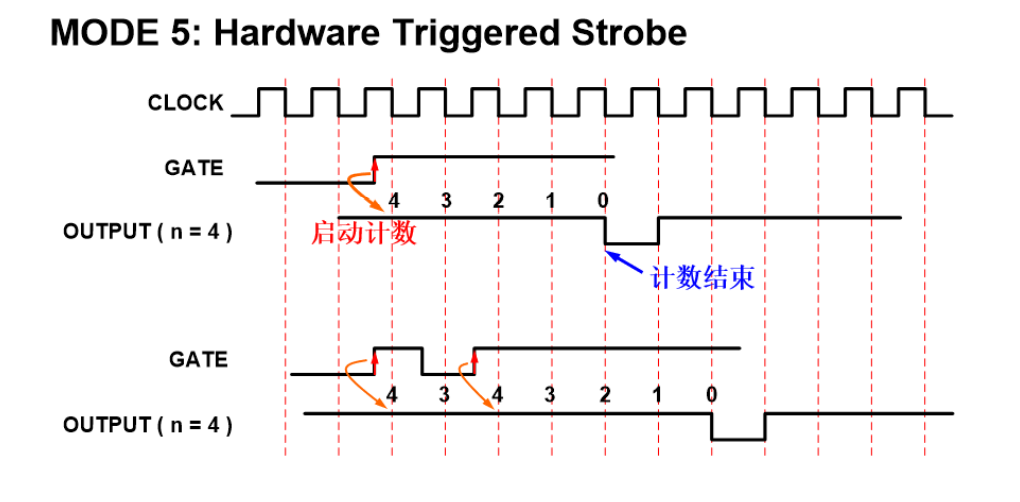 MODE 5: Hardware Triggered Strobe
CLOCK
GATE
4 3 2 1 0
OUTPUT ( n = 4 )
启动计数
计数结束
GATE
4 3 4 3 2 1 0
OUTPUT ( n = 4 )